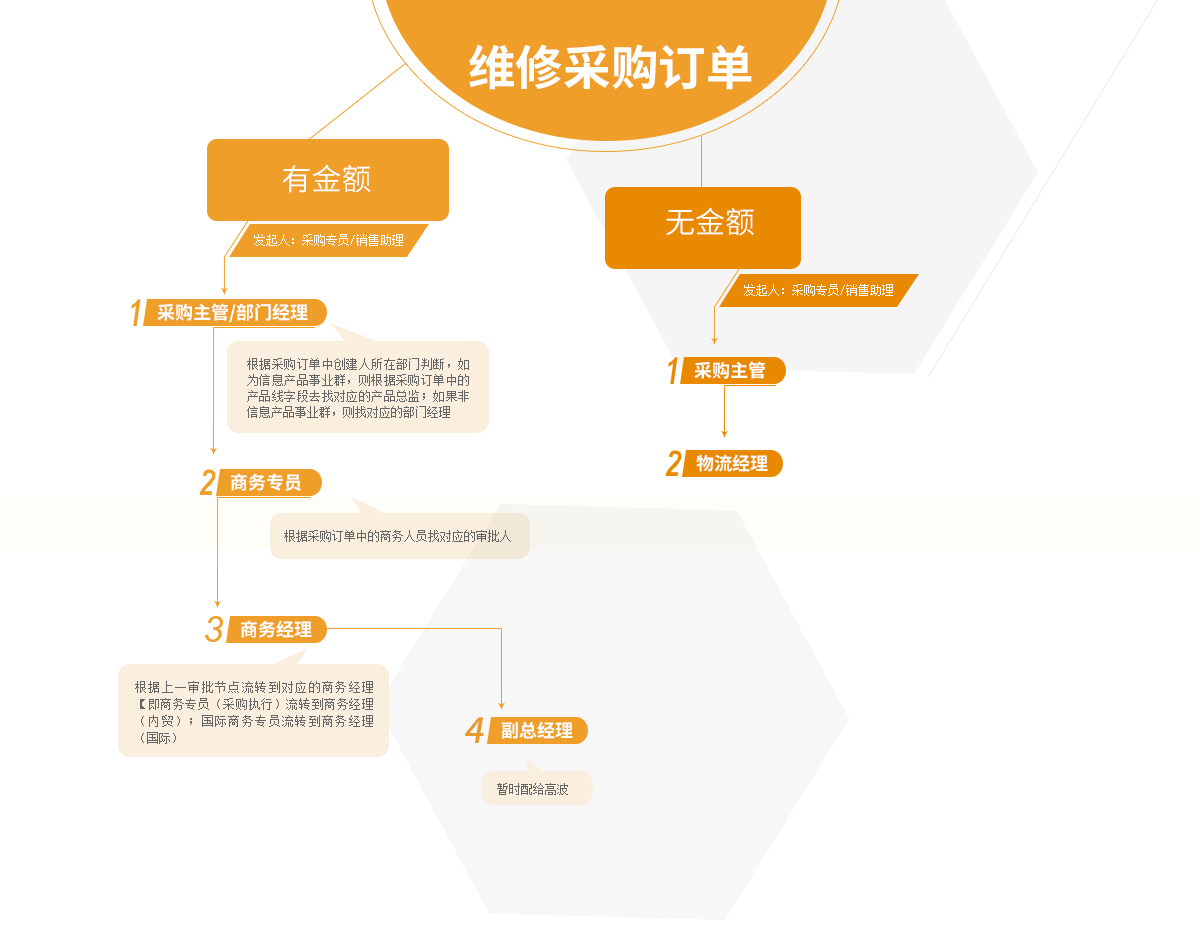 维修采购订单
有金额
发起人：采购专员/销售助理
1 采购主管/部门经理
根据采购订单中创建人所在部门判断，如
为信息产品事业群，则根据采购订单中的
产品线字段去找对应的产品总监；如果非
信息产品事业群，则找对应的部门经理
2 商务专员
根据采购订单中的商务人员找对应的审批人
3 商务经理
根据上一审批节点流转到对应的商务经理
【即商务专员（采购执行）流转到商务经理
（内贸）；国际商务专员流转到商务经理
（国际）
4 副总经理
暂时配给高波
无金额
发起人：采购专员/销售助理
1 采购主管
2 物流经理